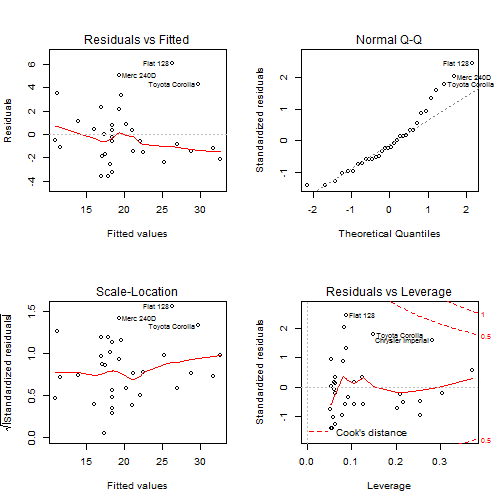 Residuals vs Fitted
Residuals
6
4
2
0
-2
-4
Flat 128
Merc 240D
Toyota Corolla
15
20
25
30
Fitted values
Normal Q-Q
Standardized residuals
2
1
0
-1
Flat 128
Merc 240D
Toyota Corolla
-2
-1
0
1
2
Theoretical Quantiles
Scale-Location
√|Standardized residuals|
1.5
1.0
0.5
0.0
Flat 128
Merc 240D
Toyota Corolla
15
20
25
30
Fitted values
Residuals vs Leverage
Standardized residuals
2
1
0
-1
Flat 128
Toyota Corolla
Chrysler Imperial
1
0.5
0.5
Cook's distance
0.0
0.1
0.2
0.3
Leverage